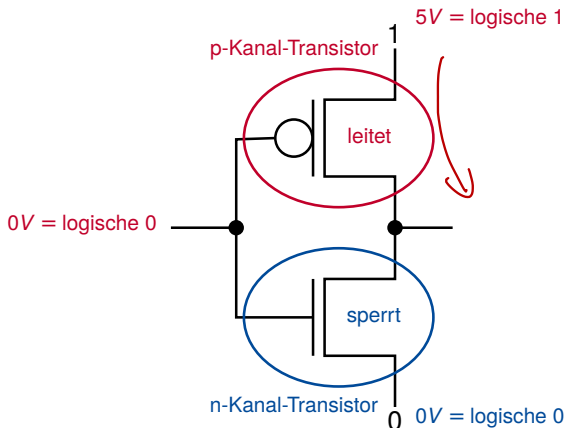 5V = logische 1
1
p-Kanal-Transistor
leitet
0V = logische 0
sperrt
n-Kanal-Transistor
0
0V = logische 0